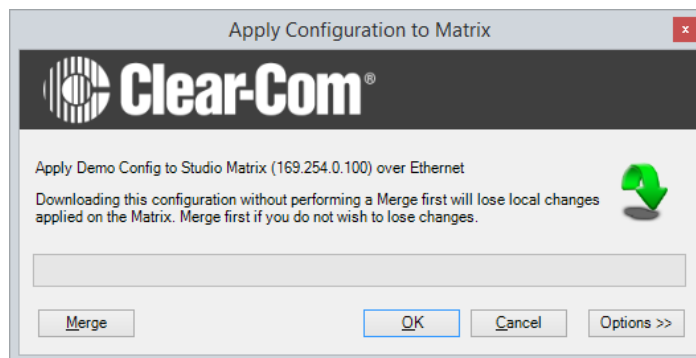 Apply Configuration to Matrix
x
Clear-Com®
Apply Demo Config to Studio Matrix (169.254.0.100) over Ethernet
Downloading this configuration without performing a Merge first will lose local changes
applied on the Matrix. Merge first if you do not wish to lose changes.
Merge
OK
Cancel
Options >>